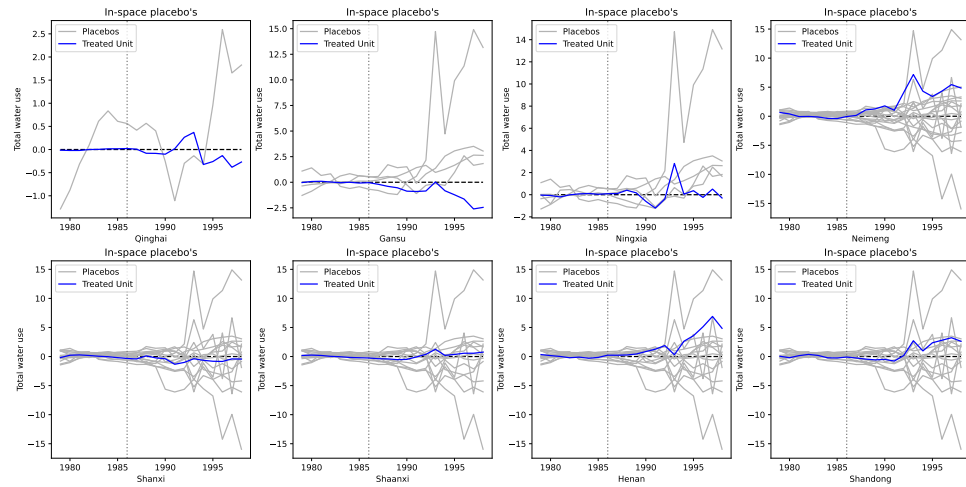 In-space placebo's
Placebos
Treated Unit
Total water use
2.5
2.0
1.5
1.0
0.5
0.0
−0.5
−1.0
1980 1985 1990 1995
Qinghai
In-space placebo's
Placebos
Treated Unit
Total water use
15.0
12.5
10.0
7.5
5.0
2.5
0.0
−2.5
1980 1985 1990 1995
Gansu
In-space placebo's
Placebos
Treated Unit
Total water use
14
12
10
8
6
4
2
0
−2
1980 1985 1990 1995
Ningxia
In-space placebo's
Placebos
Treated Unit
Total water use
15
10
5
0
−5
−10
−15
1980 1985 1990 1995
Neimeng
In-space placebo's
Placebos
Treated Unit
Total water use
15
10
5
0
−5
−10
−15
1980 1985 1990 1995
Shanxi
In-space placebo's
Placebos
Treated Unit
Total water use
15
10
5
0
−5
−10
−15
1980 1985 1990 1995
Shaanxi
In-space placebo's
Placebos
Treated Unit
Total water use
15
10
5
0
−5
−10
−15
1980 1985 1990 1995
Henan
In-space placebo's
Placebos
Treated Unit
Total water use
15
10
5
0
−5
−10
−15
1980 1985 1990 1995
Shandong